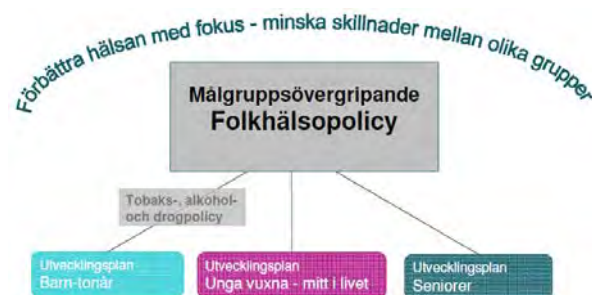 Förbättra hälsan med fokus - minska skillnader mellan olika grupper
Målgruppsövergripande
Folkhälsopolicy
Tobaks-, alkohol-
och drogpolicy
Utvecklingsplan
Barn-tonår
Utvecklingsplan
Unga vuxna - mitt i livet
Utvecklingsplan
Seniorer